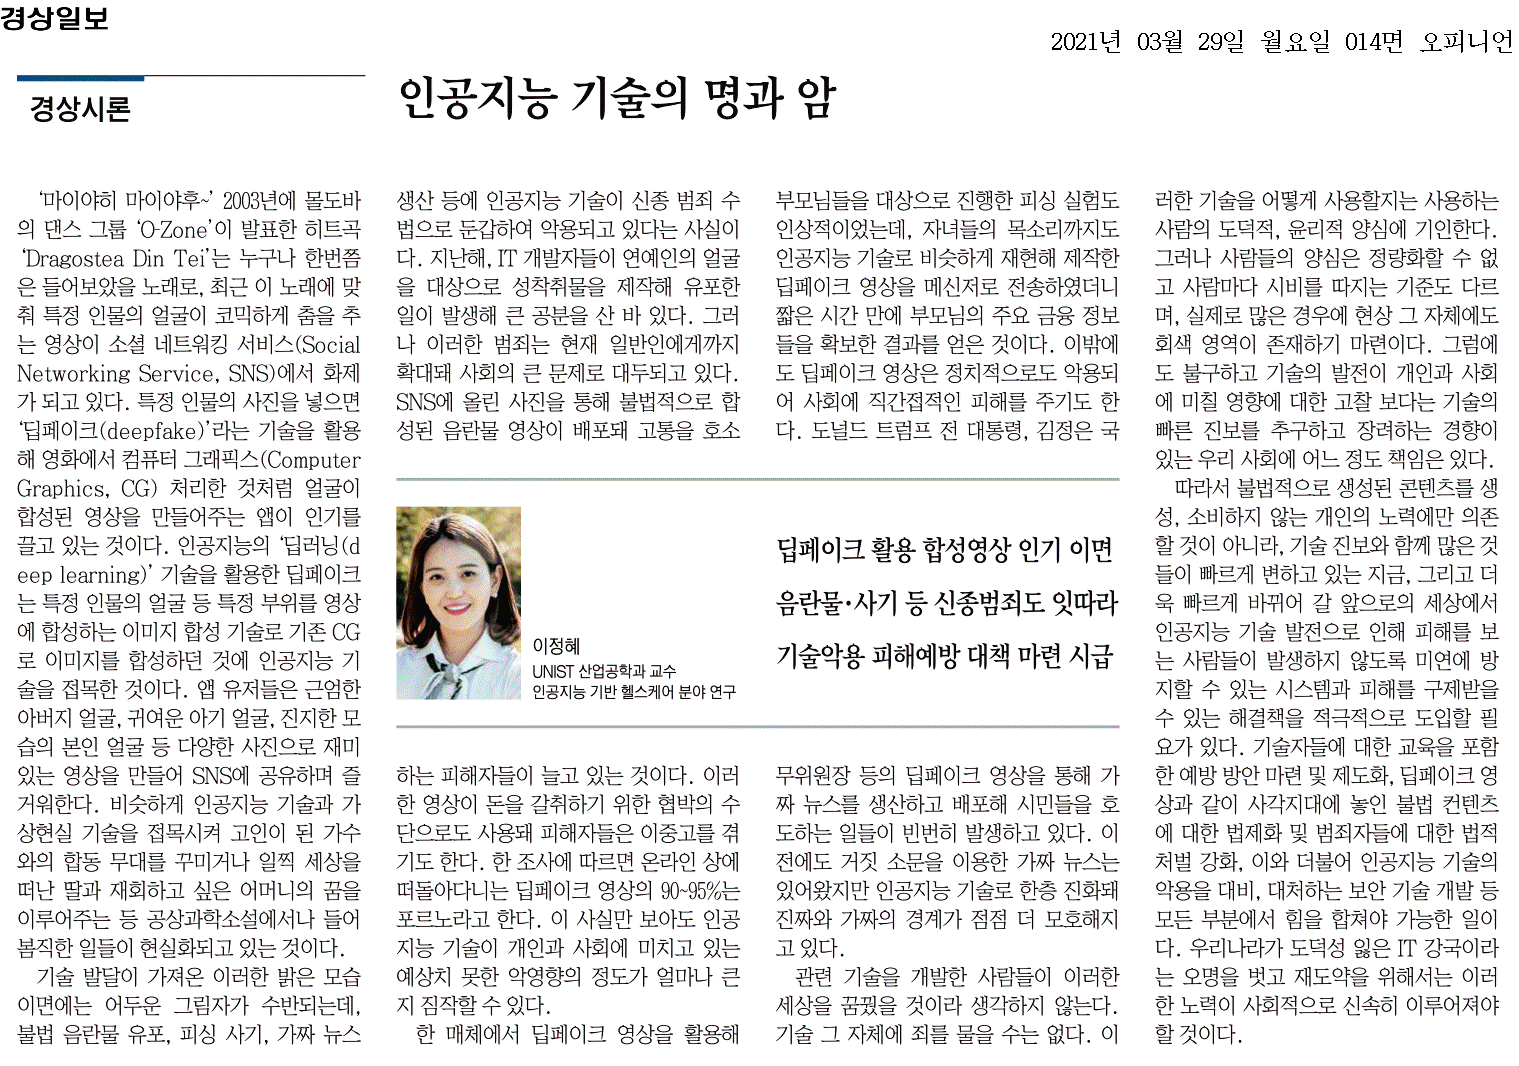 경상일보
2021년 03월 29일 월요일 014면 오피니언
경상시론
인공지능 기술의 명과 암
‘마이야히 마이야후~’ 2003년에 몰도바
의 댄스 그룹 ‘O-Zone’이 발표한 히트곡
‘Dragostea Din Tei’는 누구나 한번쯤
은 들어보았을 노래로, 최근 이 노래에 맞
춰 특정 인물의 얼굴이 코믹하게 춤을 추
는 영상이 소셜 네트워킹 서비스(Social
Networking Service, SNS)에서 화제
가 되고 있다. 특정 인물의 사진을 넣으면
‘딥페이크(deepfake)’라는 기술을 활용
해 영화에서 컴퓨터 그래픽스(Computer
Graphics, CG) 처리한 것처럼 얼굴이
합성된 영상을 만들어주는 앱이 인기를
끌고 있는 것이다. 인공지능의 ‘딥러닝(d
eep learning)’ 기술을 활용한 딥페이크
는 특정 인물의 얼굴 등 특정 부위를 영상
에 합성하는 이미지 합성 기술로 기존 CG
로 이미지를 합성하던 것에 인공지능 기
술을 접목한 것이다. 앱 유저들은 근엄한
아버지 얼굴, 귀여운 아기 얼굴, 진지한 모
습의 본인 얼굴 등 다양한 사진으로 재미
있는 영상을 만들어 SNS에 공유하며 즐
거워한다. 비슷하게 인공지능 기술과 가
상현실 기술을 접목시켜 고인이 된 가수
와의 합동 무대를 꾸미거나 일찍 세상을
떠난 딸과 재회하고 싶은 어머니의 꿈을
이루어주는 등 공상과학소설에서나 들어
봄직한 일들이 현실화되고 있는 것이다.
기술 발달이 가져온 이러한 밝은 모습
이면에는 어두운 그림자가 수반되는데,
불법 음란물 유포, 피싱 사기, 가짜 뉴스
생산 등에 인공지능 기술이 신종 범죄 수
법으로 둔갑하여 악용되고 있다는 사실이
다. 지난해, IT 개발자들이 연예인의 얼굴
을 대상으로 성착취물을 제작해 유포한
일이 발생해 큰 공분을 산 바 있다. 그러
나 이러한 범죄는 현재 일반인에게까지
확대돼 사회의 큰 문제로 대두되고 있다.
SNS에 올린 사진을 통해 불법적으로 합
성된 음란물 영상이 배포돼 고통을 호소
이정혜
UNIST 산업공학과 교수
인공지능 기반 헬스케어 분야 연구
딥페이크 활용 합성영상 인기 이면
음란물·사기 등 신종범죄도 잇따라
기술악용 피해예방 대책 마련 시급
하는 피해자들이 늘고 있는 것이다. 이러
한 영상이 돈을 갈취하기 위한 협박의 수
단으로도 사용돼 피해자들은 이중고를 겪
기도 한다. 한 조사에 따르면 온라인 상에
떠돌아다니는 딥페이크 영상의 90~95%는
포르노라고 한다. 이 사실만 보아도 인공
지능 기술이 개인과 사회에 미치고 있는
예상치 못한 악영향의 정도가 얼마나 큰
지 짐작할 수 있다.
한 매체에서 딥페이크 영상을 활용해
부모님들을 대상으로 진행한 피싱 실험도
인상적이었는데, 자녀들의 목소리까지도
인공지능 기술로 비슷하게 재현해 제작한
딥페이크 영상을 메신저로 전송하였더니
짧은 시간 만에 부모님의 주요 금융 정보
들을 확보한 결과를 얻은 것이다. 이밖에
도 딥페이크 영상은 정치적으로도 악용되
어 사회에 직간접적인 피해를 주기도 한
다. 도널드 트럼프 전 대통령, 김정은 국
무위원장 등의 딥페이크 영상을 통해 가
짜 뉴스를 생산하고 배포해 시민들을 호
도하는 일들이 빈번히 발생하고 있다. 이
전에도 거짓 소문을 이용한 가짜 뉴스는
있어왔지만 인공지능 기술로 한층 진화돼
진짜와 가짜의 경계가 점점 더 모호해지
고 있다.
관련 기술을 개발한 사람들이 이러한
세상을 꿈꿨을 것이라 생각하지 않는다.
기술 그 자체에 죄를 물을 수는 없다. 이
러한 기술을 어떻게 사용할지는 사용하는
사람의 도덕적, 윤리적 양심에 기인한다.
그러나 사람들의 양심은 정량화할 수 없
고 사람마다 시비를 따지는 기준도 다르
며, 실제로 많은 경우에 현상 그 자체에도
회색 영역이 존재하기 마련이다. 그럼에
도 불구하고 기술의 발전이 개인과 사회
에 미칠 영향에 대한 고찰 보다는 기술의
빠른 진보를 추구하고 장려하는 경향이
있는 우리 사회에 어느 정도 책임은 있다.
따라서 불법적으로 생성된 콘텐츠를 생
성, 소비하지 않는 개인의 노력에만 의존
할 것이 아니라, 기술 진보와 함께 많은 것
들이 빠르게 변하고 있는 지금, 그리고 더
욱 빠르게 바뀌어 갈 앞으로의 세상에서
인공지능 기술 발전으로 인해 피해를 보
는 사람들이 발생하지 않도록 미연에 방
지할 수 있는 시스템과 피해를 구제받을
수 있는 해결책을 적극적으로 도입할 필
요가 있다. 기술자들에 대한 교육을 포함
한 예방 방안 마련 및 제도화, 딥페이크 영
상과 같이 사각지대에 놓인 불법 컨텐츠
에 대한 법제화 및 범죄자들에 대한 법적
처벌 강화, 이와 더불어 인공지능 기술의
악용을 대비, 대처하는 보안 기술 개발 등
모든 부분에서 힘을 합쳐야 가능한 일이
다. 우리나라가 도덕성 잃은 IT 강국이라
는 오명을 벗고 재도약을 위해서는 이러
한 노력이 사회적으로 신속히 이루어져야
할 것이다.